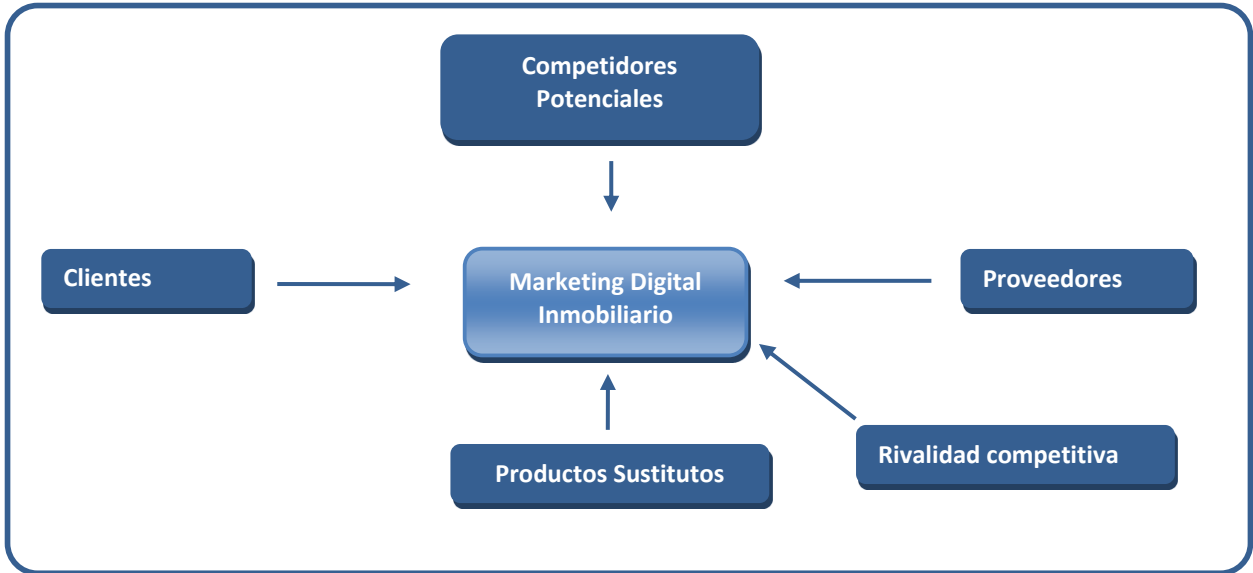 Competidores
Potenciales
Clientes
Marketing Digital
Inmobiliario
Proveedores
Rivalidad competitiva
Productos Sustitutos